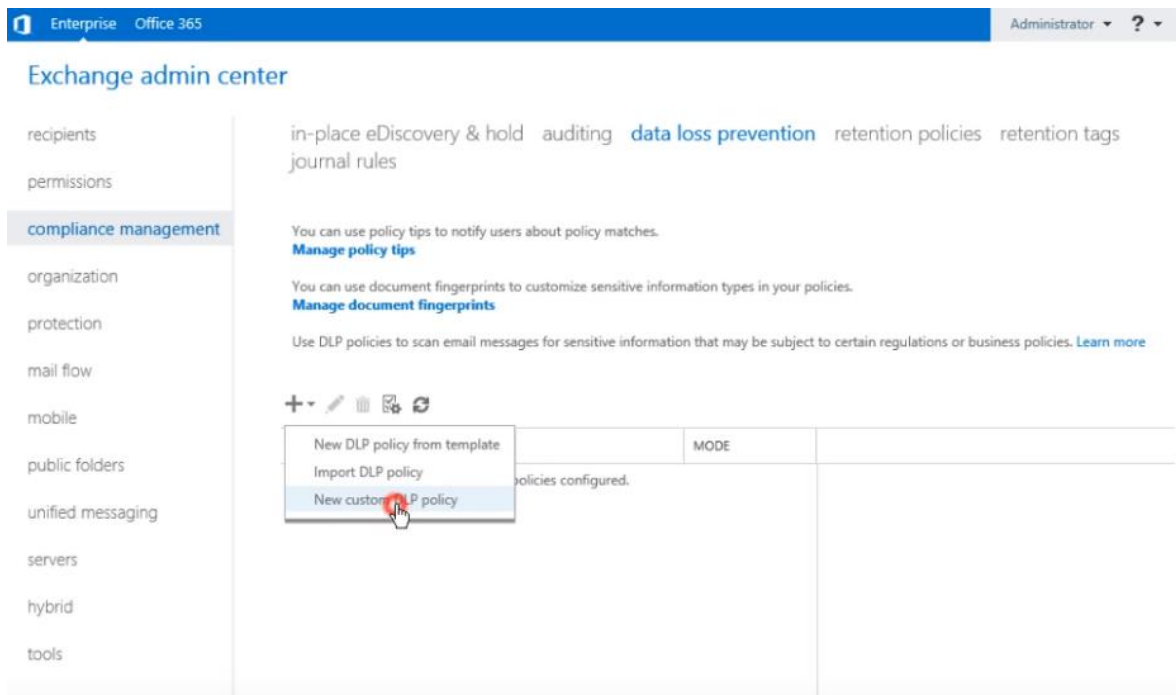 Enterprise Office 365
Administrator ?
Exchange admin center
recipients
permissions
compliance management
organization
protection
mail flow
mobile
public folders
unified messaging
servers
hybrid
tools
in-place eDiscovery & hold auditing data loss prevention retention policies retention tags
journal rules
You can use policy tips to notify users about policy matches.
Manage policy tips
You can use document fingerprints to customize sensitive information types in your policies.
Manage document fingerprints
Use DLP policies to scan email messages for sensitive information that may be subject to certain regulations or business policies. Learn more
MODE
New DLP policy from template
Import DLP policy
New custom DLP policy
policies configured.